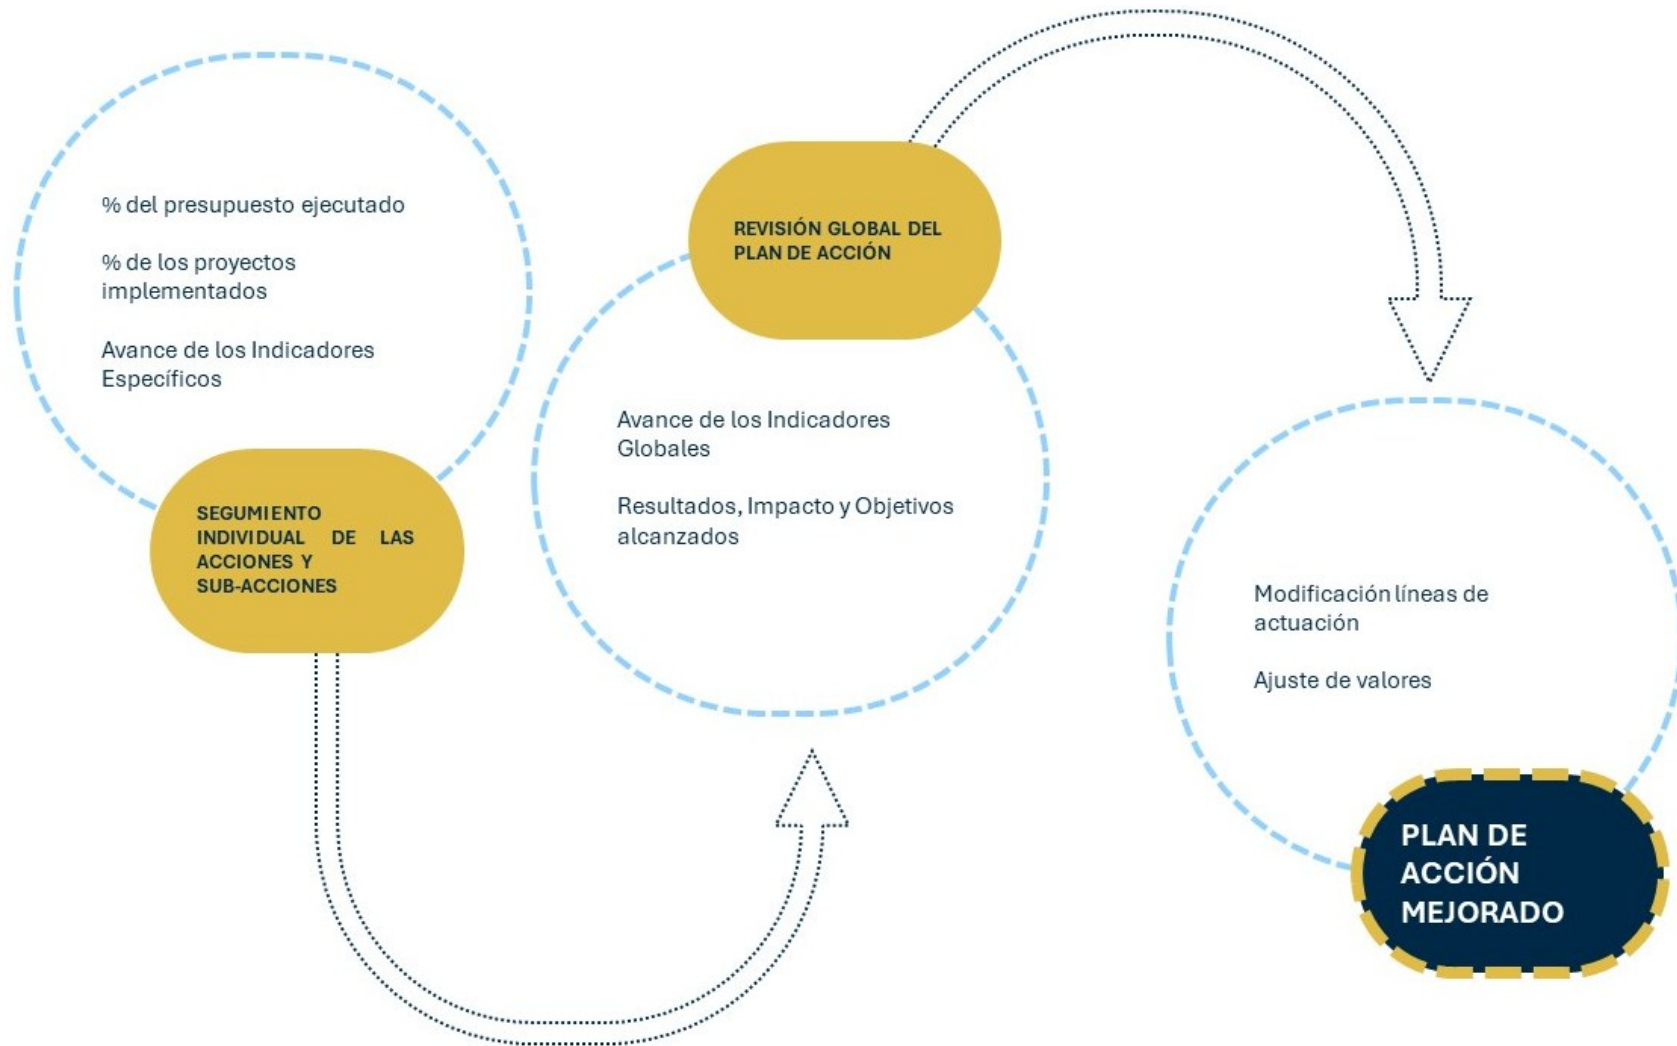 % del presupuesto ejecutado
% de los proyectos
implementados
Avance de los Indicadores
Específicos
SEGUMIENTO
INDIVIDUAL DE LAS
ACCIONES Y
SUB-ACCIONES
REVISIÓN GLOBAL DEL
PLAN DE ACCIÓN
Avance de los Indicadores
Globales
Resultados, Impacto y Objetivos
alcanzados
Modificación líneas de
actuación
Ajuste de valores
PLAN DE
ACCIÓN
MEJORADO